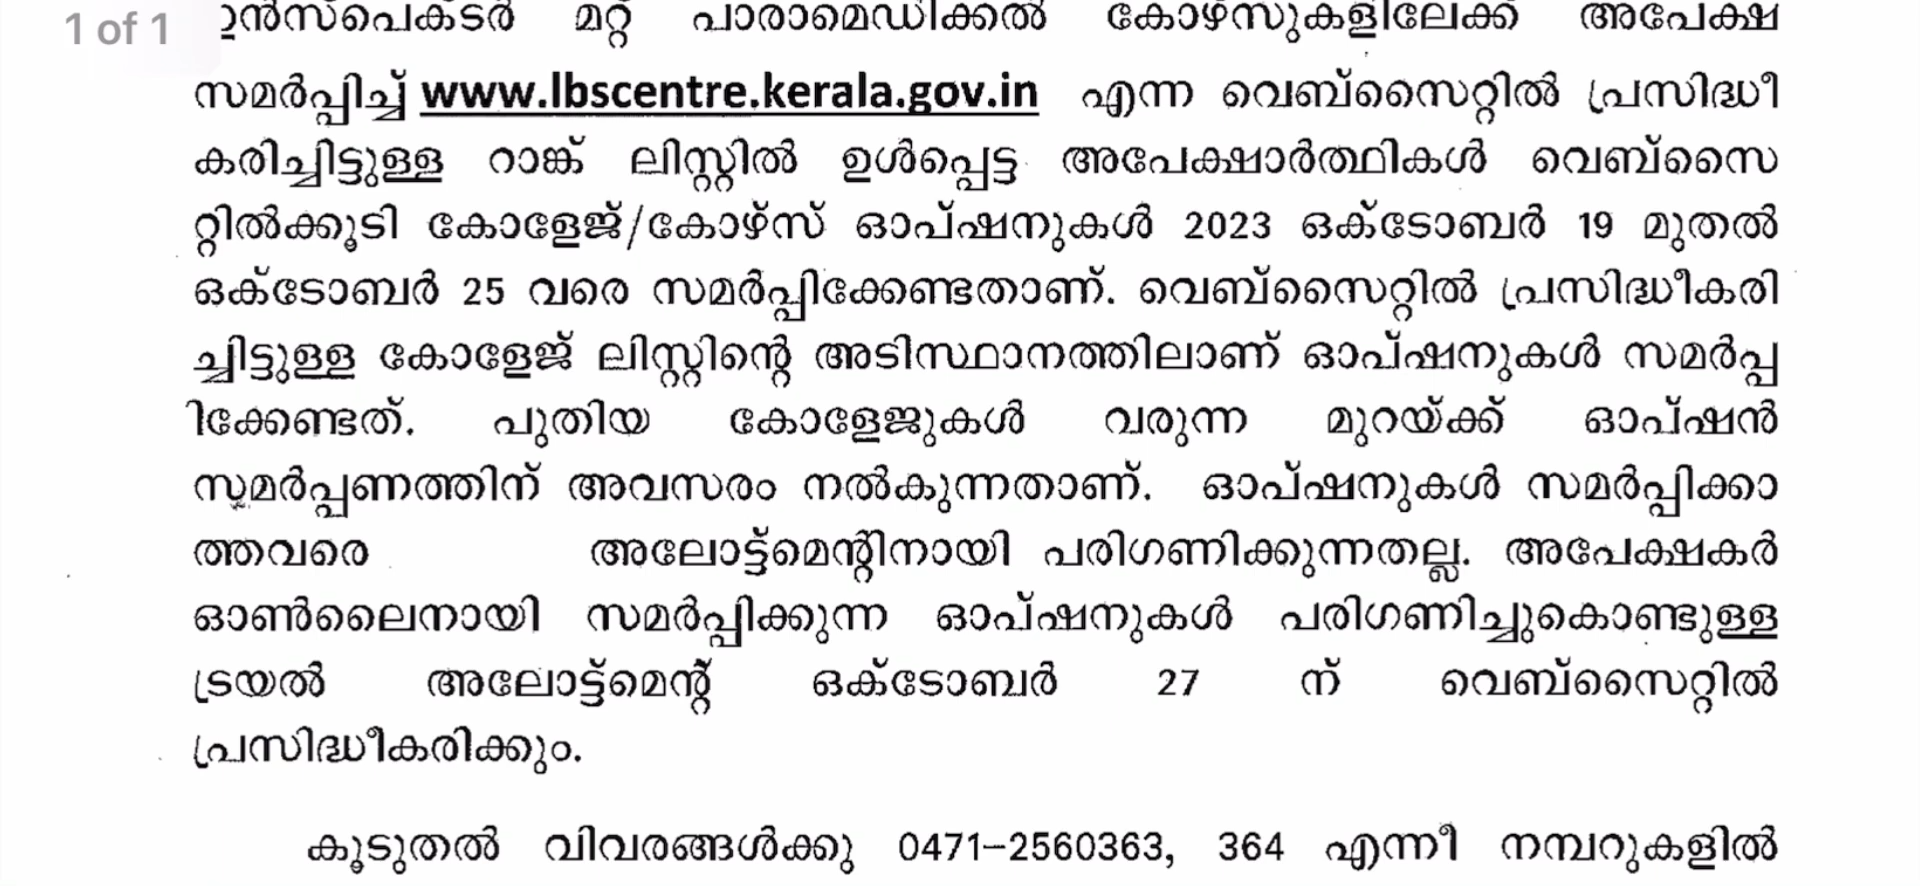 1 of 1
ഇൻസ്പെക്ടർ മറ്റ് പാരാമെഡിക്കൽ കോഴ്സുകളിലേക്ക് അപേക്ഷ
സമർപ്പിച്ച് www.lbscentre.kerala.gov.in എന്ന വെബ്സൈറ്റിൽ പ്രസിദ്ധീ
കരിച്ചിട്ടുള്ള റാങ്ക് ലിസ്റ്റിൽ ഉൾപ്പെട്ട അപേക്ഷാർത്ഥികൾ വെബ്സൈ
റ്റിൽക്കൂടി കോളേജ്/കോഴ്സ് ഓപ്ഷനുകൾ 2023 ഒക്ടോബർ 19 മുതൽ
ഒക്ടോബർ 25 വരെ സമർപ്പിക്കേണ്ടതാണ്. വെബ്സൈറ്റിൽ പ്രസിദ്ധീകരി
ച്ചിട്ടുള്ള കോളേജ് ലിസ്റ്റിന്റെ അടിസ്ഥാനത്തിലാണ് ഓപ്ഷനുകൾ സമർപ്പ
ിക്കേണ്ടത്. പുതിയ കോളേജുകൾ വരുന്ന മുറയ്ക്ക് ഓപ്ഷൻ
സമർപ്പണത്തിന് അവസരം നൽകുന്നതാണ്. ഓപ്ഷനുകൾ സമർപ്പിക്കാ
ത്തവരെ അലോട്ട്മെന്റിനായി പരിഗണിക്കുന്നതല്ല. അപേക്ഷകർ
ഓൺലൈനായി സമർപ്പിക്കുന്ന ഓപ്ഷനുകൾ പരിഗണിച്ചുകൊണ്ടുള്ള
ട്രയൽ അലോട്ട്മെന്റ് ഒക്ടോബർ 27 ന് വെബ്സൈറ്റിൽ
പ്രസിദ്ധീകരിക്കും.
കൂടുതൽ വിവരങ്ങൾക്കു 0471-2560363, 364 എന്നീ നമ്പറുകളിൽ